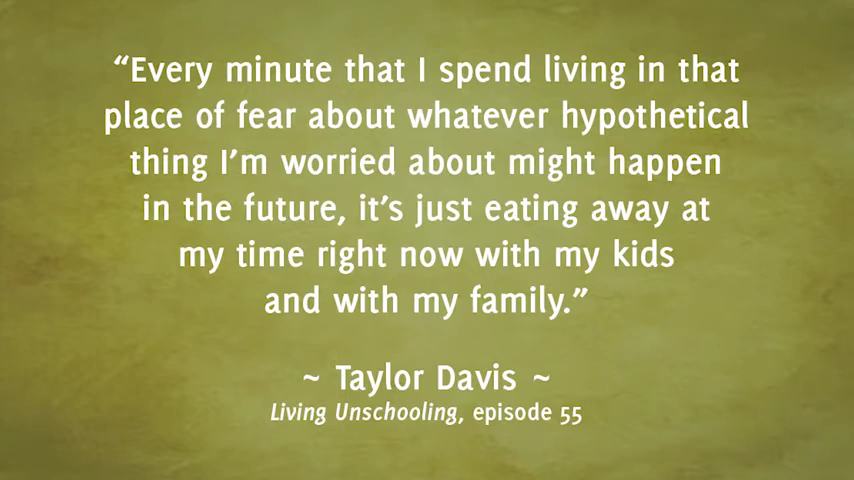 “Every minute that I spend living in that
place of fear about whatever hypothetical
thing I’m worried about might happen
in the future, it’s just eating away at
my time right now with my kids
and with my family.”
~ Taylor Davis ~
Living Unschooling, episode 55